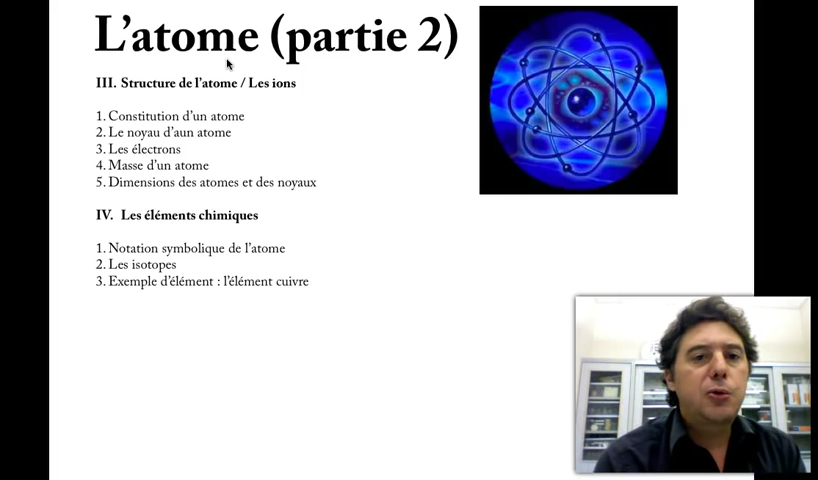 L'atome (partie 2)
III. Structure de l'atome / Les ions
1. Constitution d'un atome
2. Le noyau d'aun atome
3. Les électrons
4. Masse d'un atome
5. Dimensions des atomes et des noyaux
IV. Les éléments chimiques
1. Notation symbolique de l'atome
2. Les isotopes
3. Exemple d'élément : l'élément cuivre